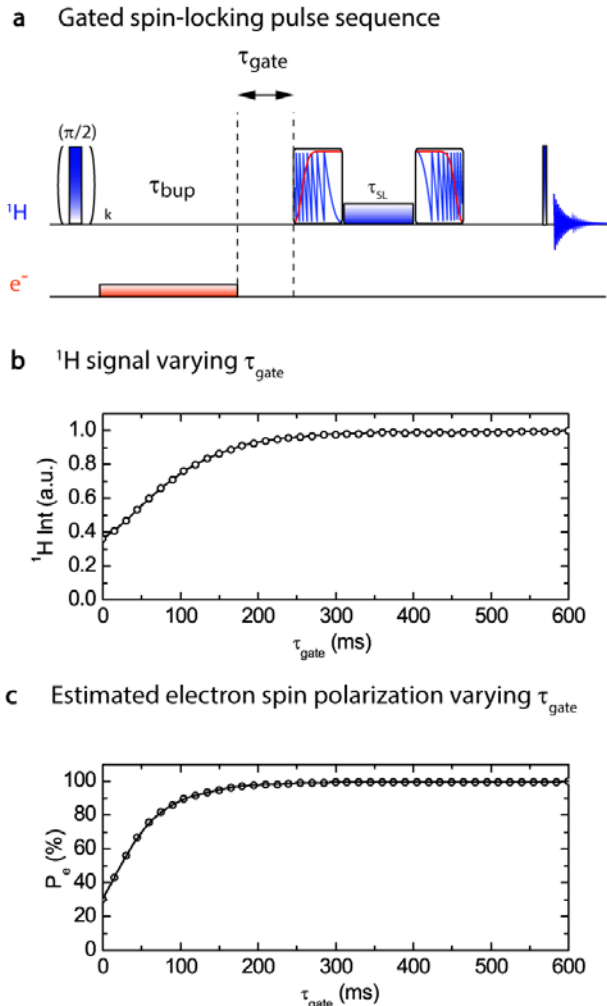 a Gated spin-locking pulse sequence
τgate
(π/2)
τbup
τSL
¹H
k
e⁻
b ¹H signal varying τgate
1.0
0.8
0.6
0.4
0.2
0.0
¹H Int (a.u.)
0 100 200 300 400 500 600
τgate (ms)
c Estimated electron spin polarization varying τgate
100
80
60
40
20
0
Pe (%)
0 100 200 300 400 500 600
τgate (ms)